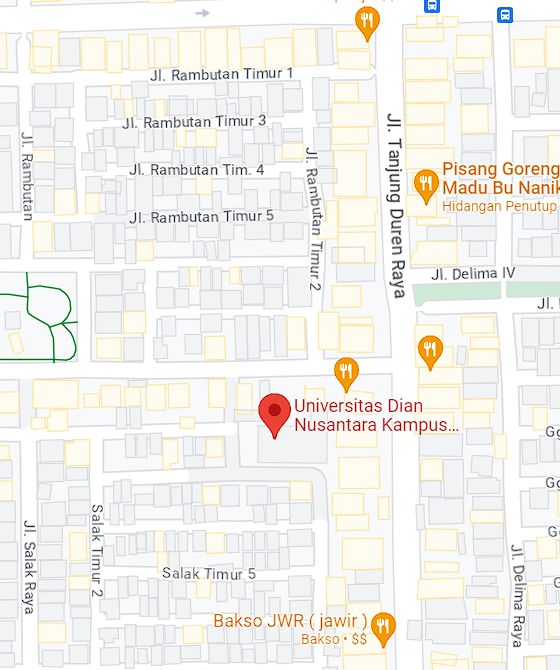 Jl. Rambutan Timur 1
Jl. Rambutan Timur 3
Jl. Rambutan
Jl. Rambutan Tim. 4
Jl. Rambutan Timur 5
Jl. Rambutan Timur 2
Jl. Tanjung Duren Raya
Pisang Goreng
Madu Bu Nanik
Hidangan Penutup
Jl. Delima IV
Jl.
Universitas Dian
Nusantara Kampus...
Jl. Salak Raya
Salak Timur 2
Salak Timur 5
Jl. Delima Raya
Bakso JWR ( jawir )
Bakso • $$